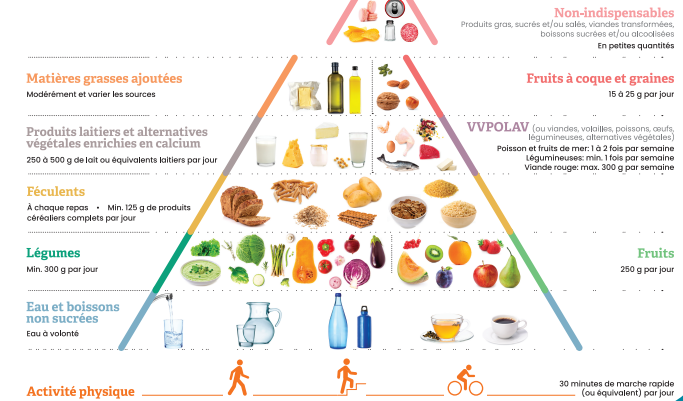 Non-indispensables
Produits gras, sucrés et/ou salés, viandes transformées,
boissons sucrées et/ou alcoolisées
En petites quantités
Matières grasses ajoutées
Modérément et varier les sources
Fruits à coque et graines
15 à 25 g par jour
Produits laitiers et alternatives
végétales enrichies en calcium
250 à 500 g de lait ou équivalents laitiers par jour
VVPOLAV (ou viandes, volailles, poissons, œufs,
légumineuses, alternatives végétales)
Poisson et fruits de mer: 1 à 2 fois par semaine
Légumineuses: min. 1 fois par semaine
Viande rouge: max. 300 g par semaine
Féculents
À chaque repas • Min. 125 g de produits
céréaliers complets par jour
Légumes
Min. 300 g par jour
Fruits
250 g par jour
Eau et boissons
non sucrées
Eau à volonté
Activité physique
30 minutes de marche rapide
(ou équivalent) par jour